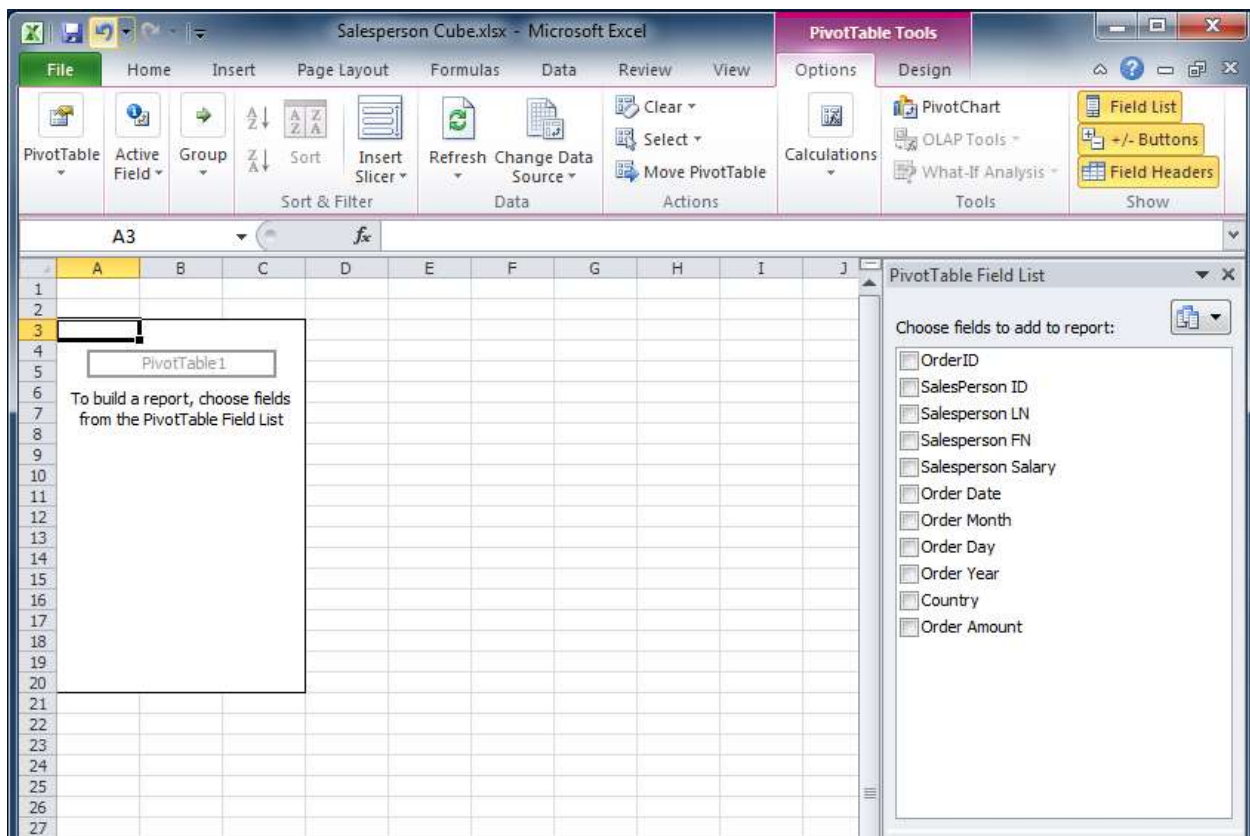 Salesperson Cube.xlsx - Microsoft Excel
PivotTable Tools
File Home Insert Page Layout Formulas Data Review View Options Design
PivotTable
Active Field
Group
Sort
Insert Slicer
Sort & Filter
Refresh
Change Data Source
Data
Clear
Select
Move PivotTable
Actions
Calculations
PivotChart
OLAP Tools
What-If Analysis
Tools
Field List
+/- Buttons
Field Headers
Show
A3
fx
A B C D E F G H I J
1
2
3
4
5
6
7
8
9
10
11
12
13
14
15
16
17
18
19
20
21
22
23
24
25
26
27
PivotTable1
To build a report, choose fields
from the PivotTable Field List
PivotTable Field List
Choose fields to add to report:
OrderID
SalesPerson ID
Salesperson LN
Salesperson FN
Salesperson Salary
Order Date
Order Month
Order Day
Order Year
Country
Order Amount